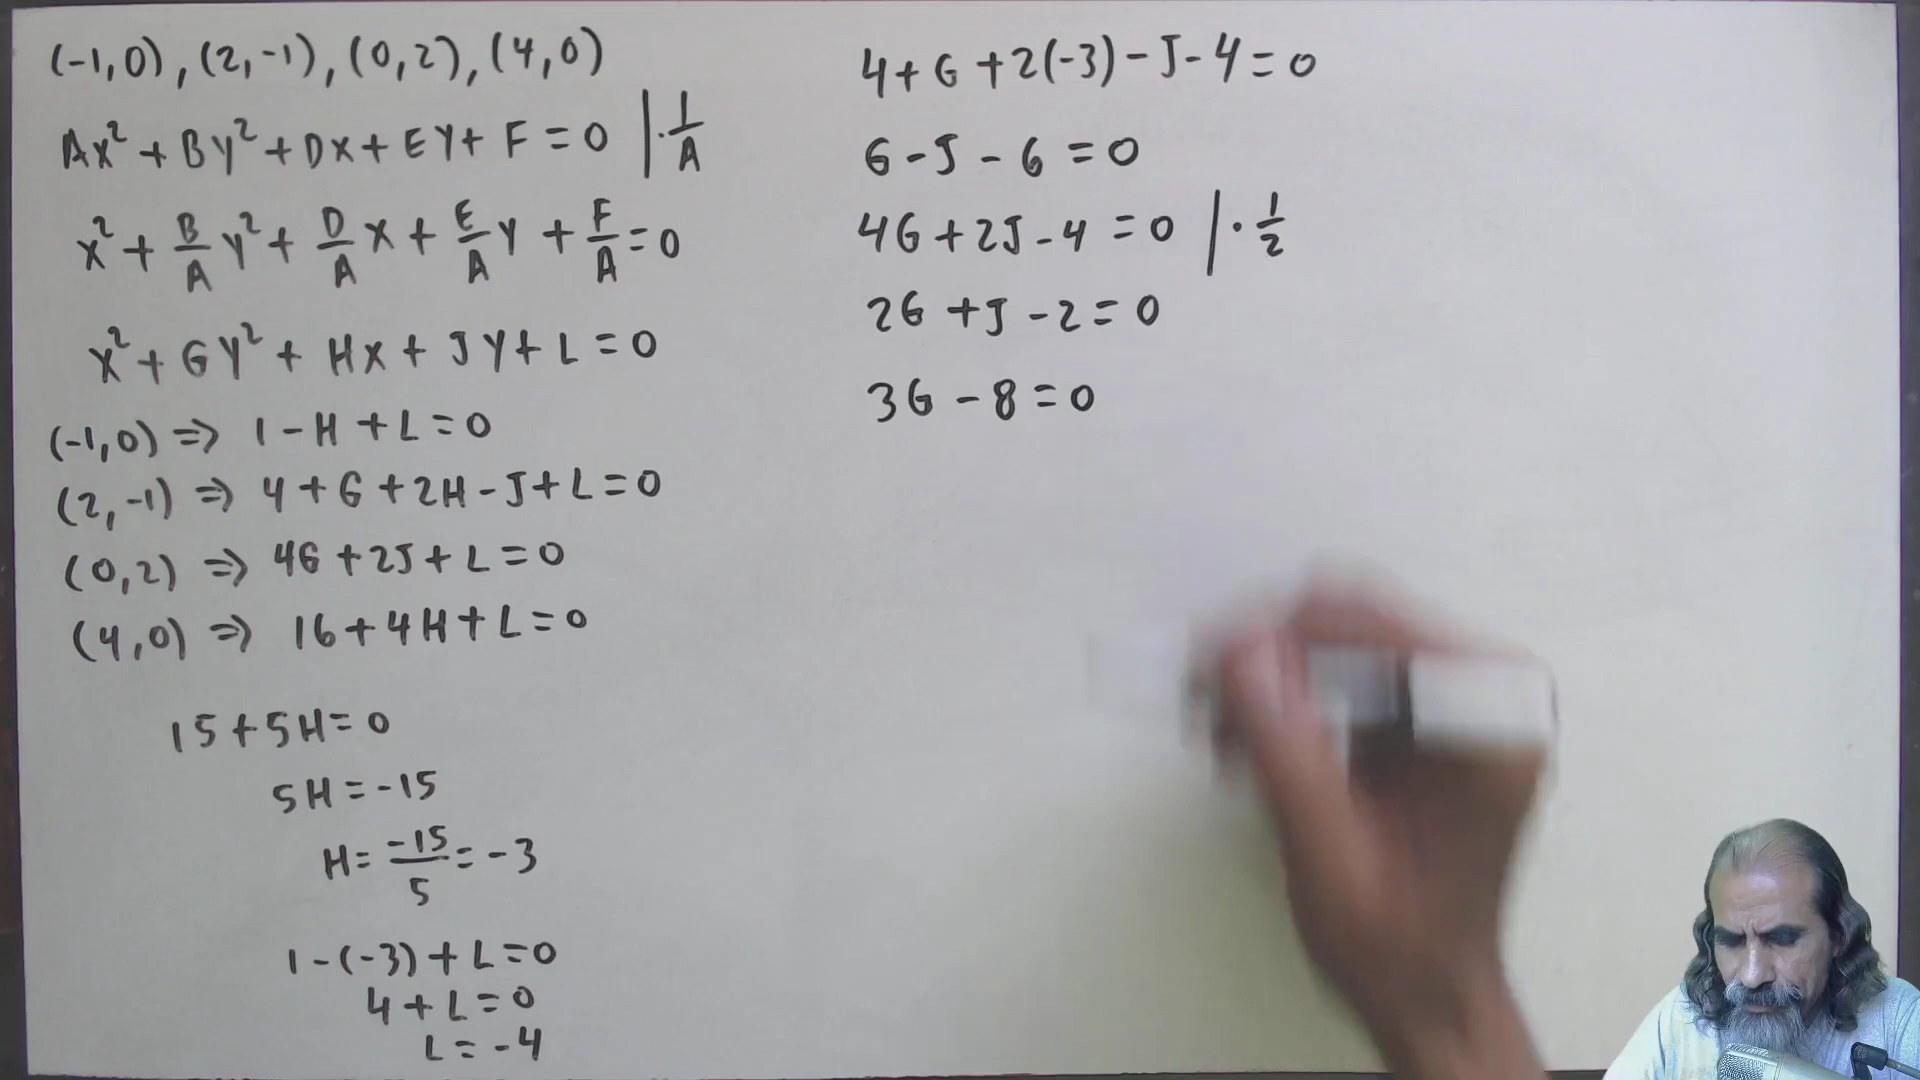 (-1,0), (2,-1), (0,2), (4,0)
Ax² + By² + Dx + Ey + F = 0 | · 1/A
x² + B/A y² + D/A x + E/A y + F/A = 0
x² + Gy² + Hx + Jy + L = 0
(-1,0) ⇒ 1 - H + L = 0
(2,-1) ⇒ 4 + G + 2H - J + L = 0
(0,2) ⇒ 4G + 2J + L = 0
(4,0) ⇒ 16 + 4H + L = 0
15 + 5H = 0
5H = -15
H = -15/5 = -3
1 - (-3) + L = 0
4 + L = 0
L = -4
4 + G + 2(-3) - J - 4 = 0
G - J - 6 = 0
4G + 2J - 4 = 0 | · 1/2
2G + J - 2 = 0
3G - 8 = 0